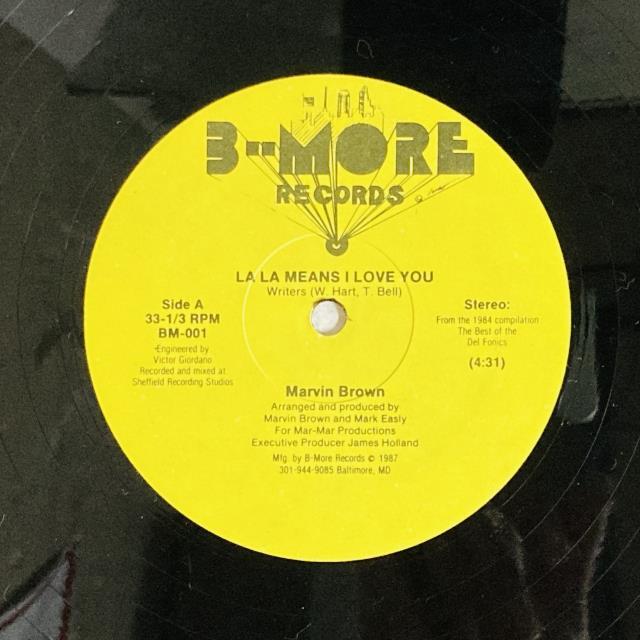 B-MORE
RECORDS
LA LA MEANS I LOVE YOU
Writers (W. Hart, T. Bell)
Side A
33-1/3 RPM
BM-001
Engineered by
Victor Giordano
Recorded and mixed at
Sheffield Recording Studios
Stereo:
From the 1984 compilation
The Best of the
Del Fonics
(4:31)
Marvin Brown
Arranged and produced by
Marvin Brown and Mark Easly
For Mar-Mar Productions
Executive Producer James Holland
Mfg. by B-More Records © 1987
301-944-9085 Baltimore, MD